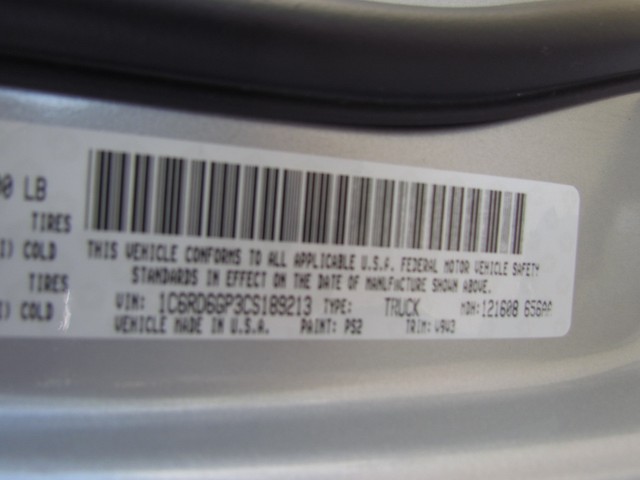 0 LB
TIRES
I) COLD
TIRES
) COLD
THIS VEHICLE CONFORMS TO ALL APPLICABLE U.S.A. FEDERAL MOTOR VEHICLE SAFETY
STANDARDS IN EFFECT ON THE DATE OF MANUFACTURE SHOWN ABOVE.
VIN: 1C6RD6GP3CS189213 TYPE: TRUCK MDH: 121608 656AA
VEHICLE MADE IN U.S.A. PAINT: PS2 TRIM: V9X3